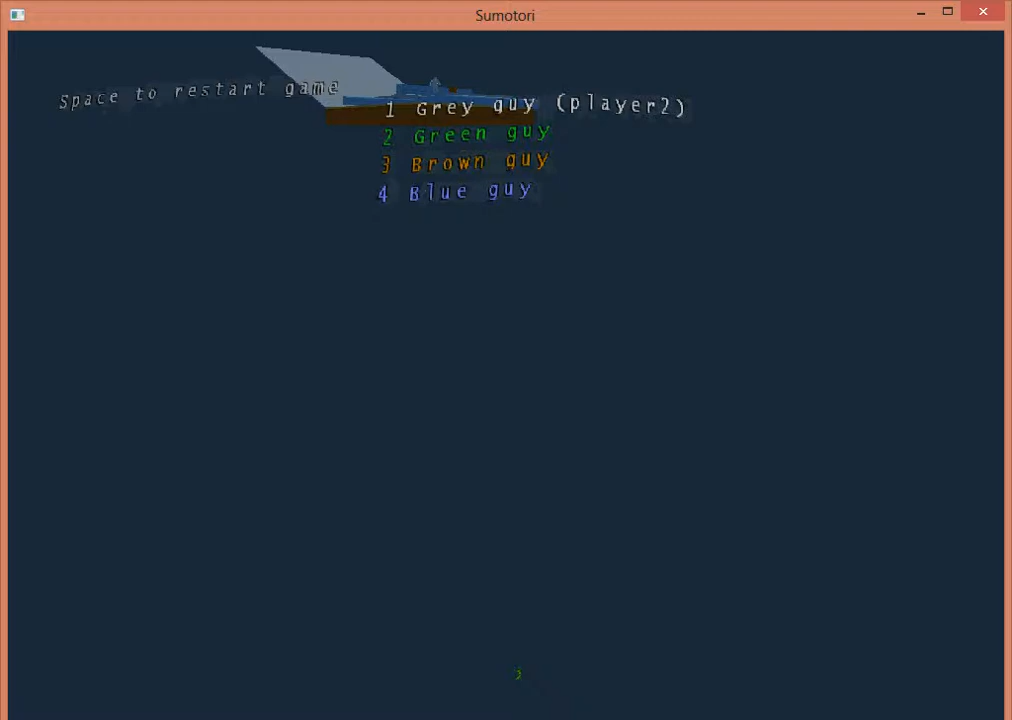 Sumotori
Space to restart game
1 Grey guy (player2)
2 Green guy
3 Brown guy
4 Blue guy